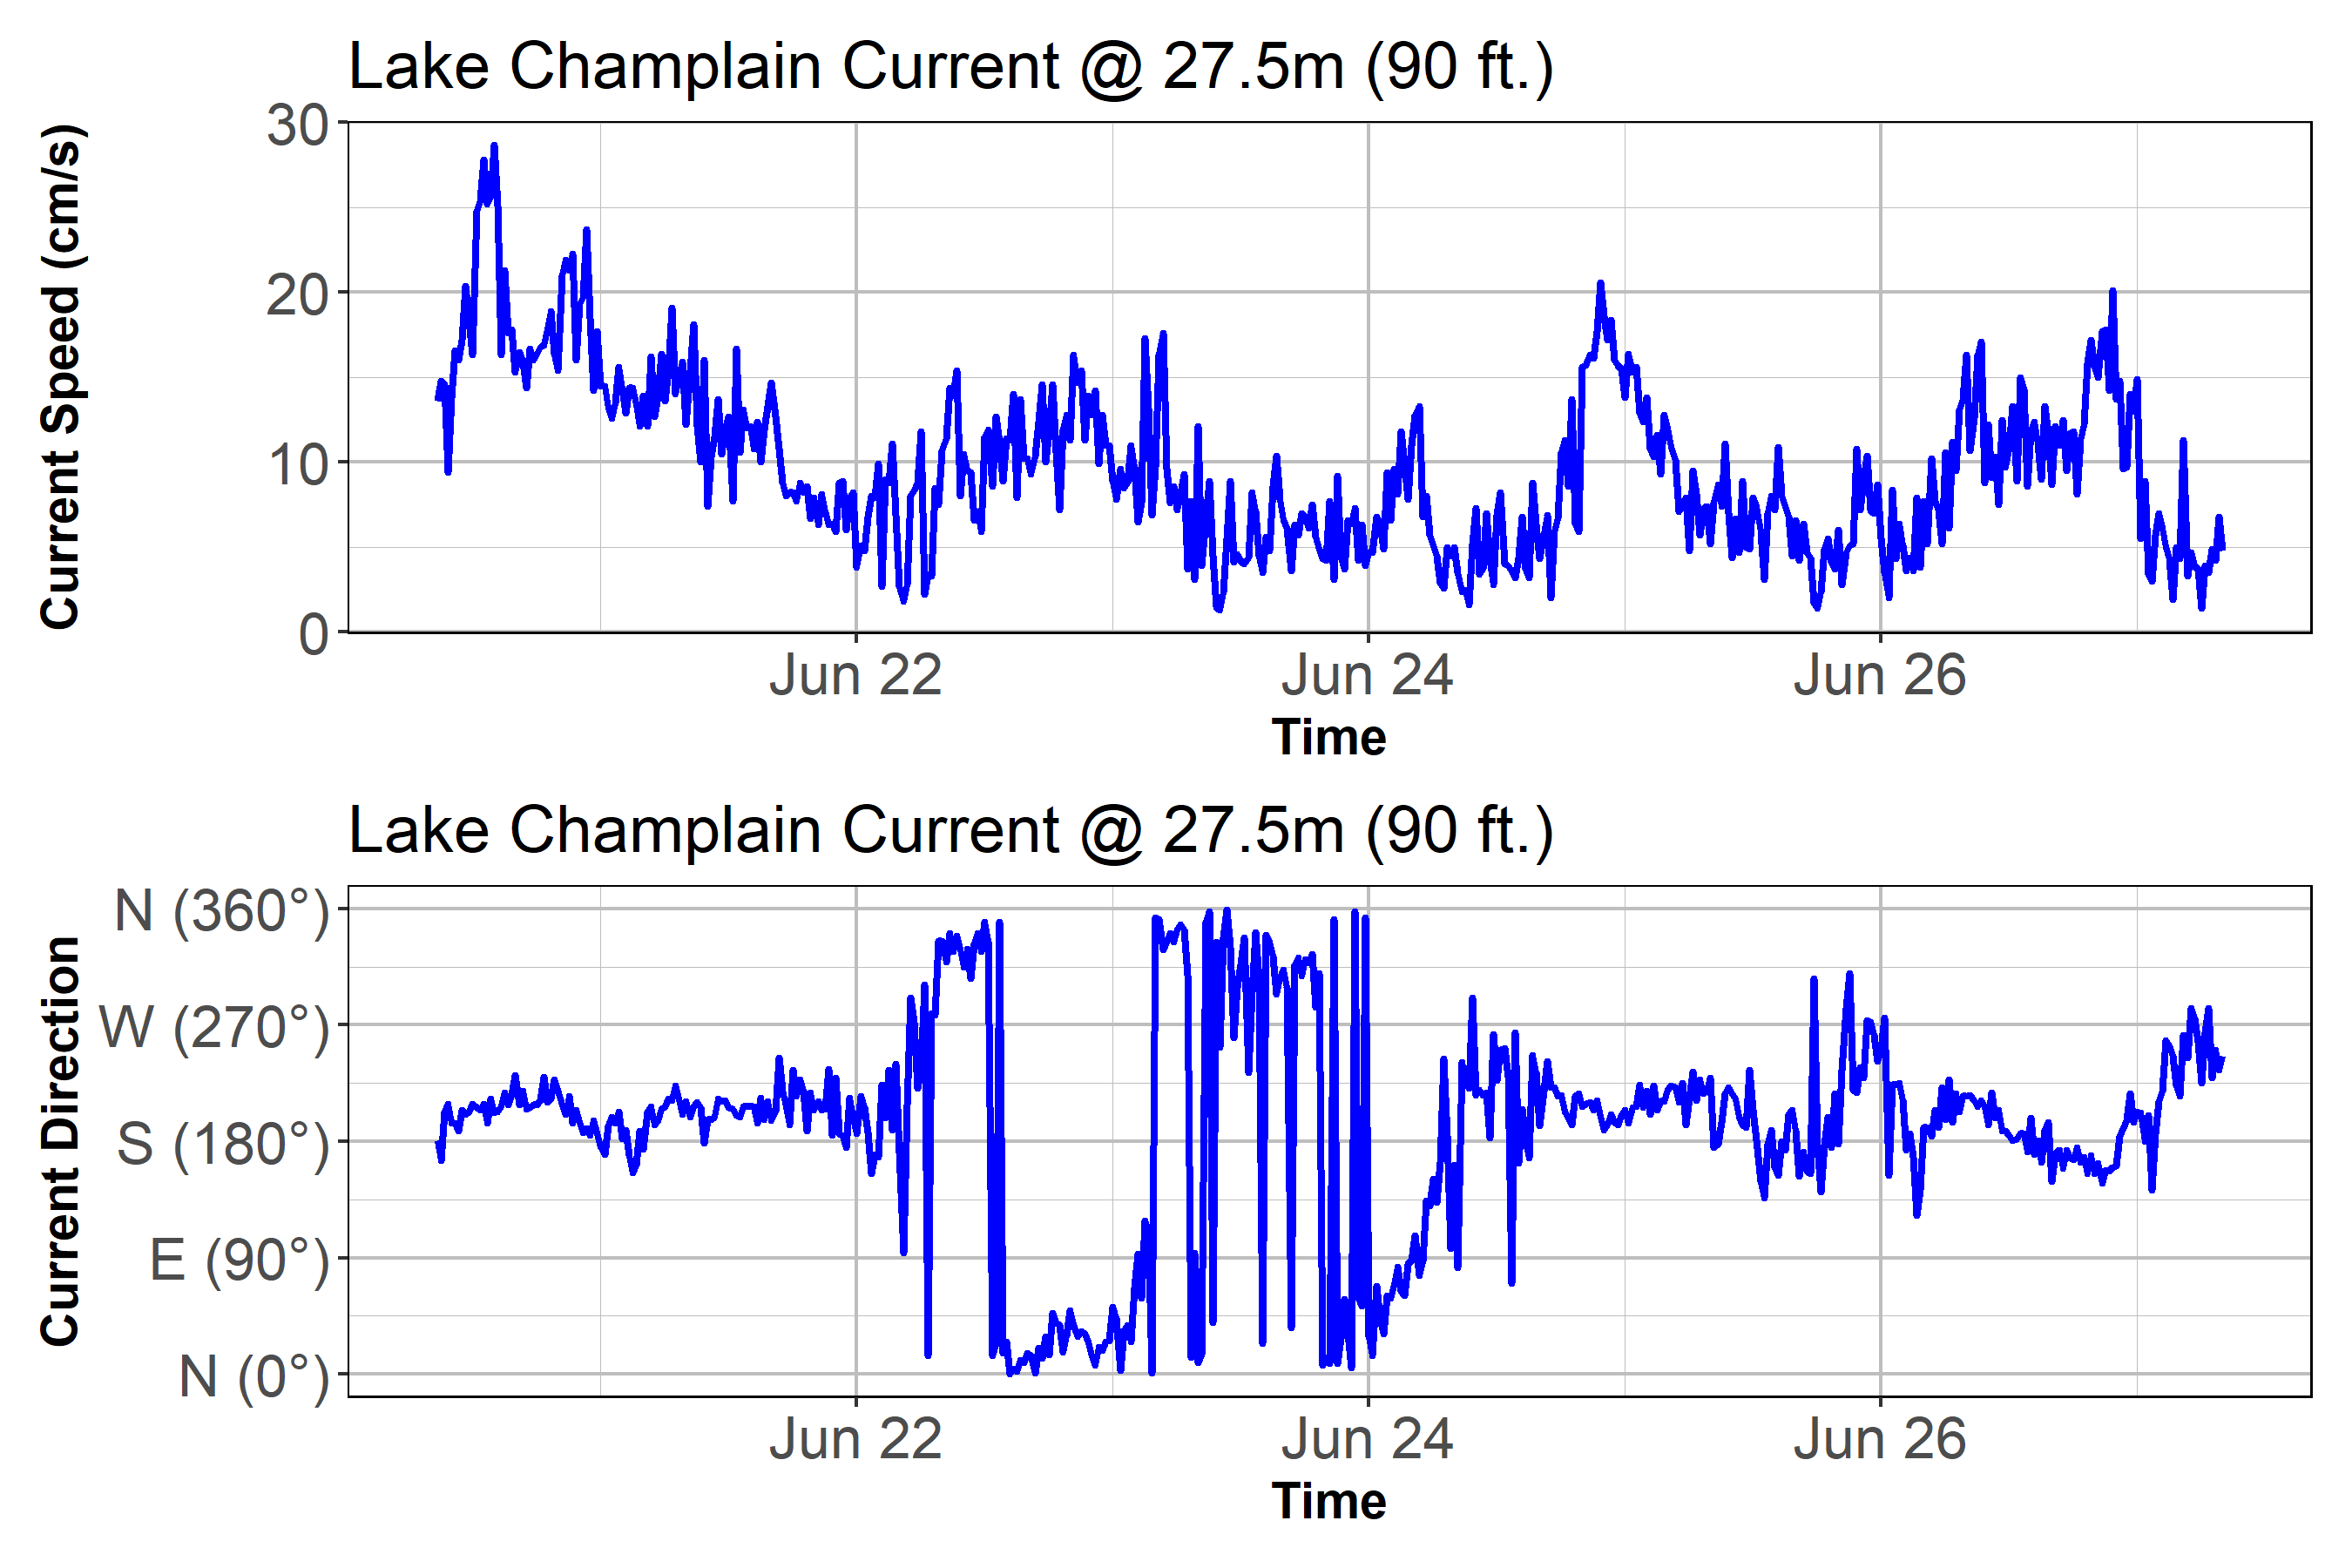 Lake Champlain Current @ 27.5m (90 ft.)
Current Speed (cm/s)
30
20
10
0
Jun 22 Jun 24 Jun 26
Time
Lake Champlain Current @ 27.5m (90 ft.)
Current Direction
N (360°)
W (270°)
S (180°)
E (90°)
N (0°)
Jun 22 Jun 24 Jun 26
Time